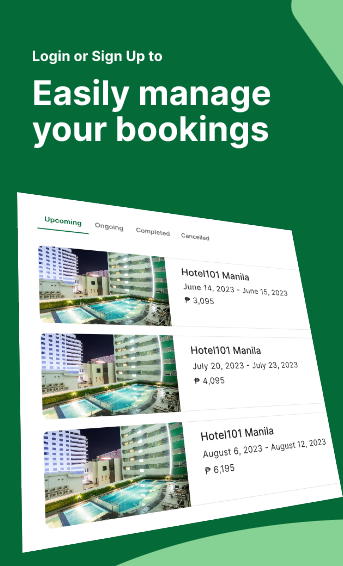 Login or Sign Up to
Easily manage
your bookings
Upcoming Ongoing Completed Cancelled
Hotel101 Manila
June 14, 2023 - June 15, 2023
₱ 3,095
Hotel101 Manila
July 20, 2023 - July 23, 2023
₱ 4,095
Hotel101 Manila
August 6, 2023 - August 12, 2023
₱ 6,195